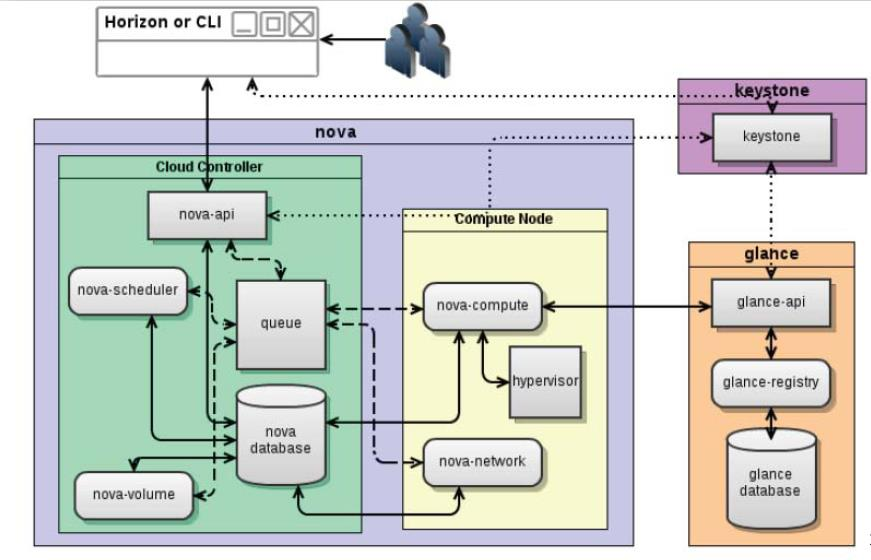 Horizon or CLI
keystone
keystone
nova
Cloud Controller
nova-api
Compute Node
glance
nova-scheduler
queue
nova-compute
glance-api
hypervisor
glance-registry
nova
database
nova-network
glance
database
nova-volume